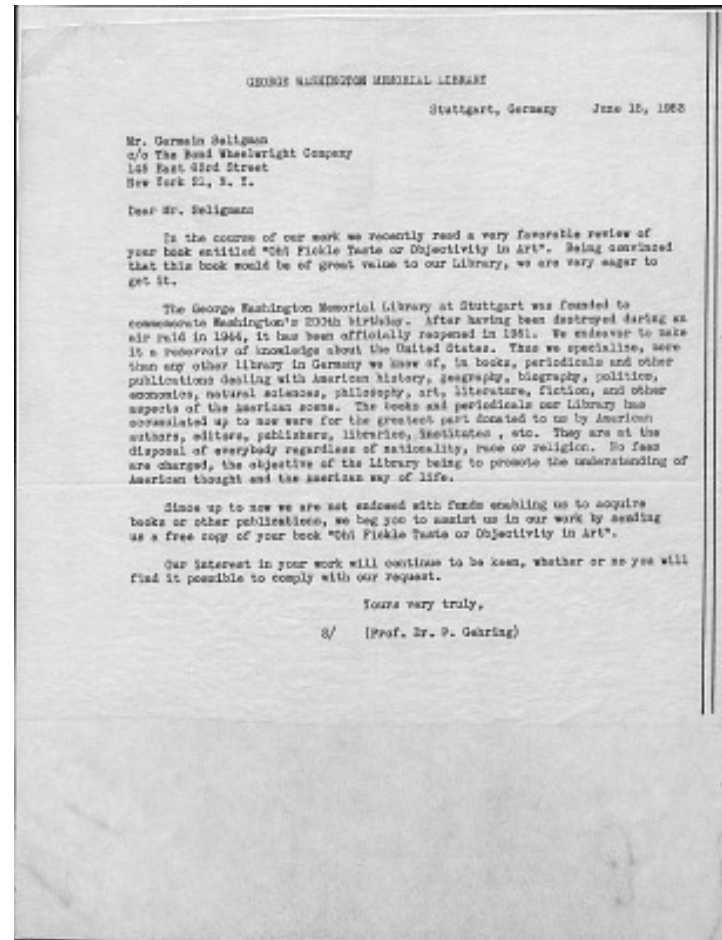 GEORGE WASHINGTON MEMORIAL LIBRARY
Stuttgart, Germany June 15, 1953
Mr. Germain Seligman
c/o The Bond Wheelwright Company
145 East 63rd Street
New York 21, N. Y.
Dear Mr. Seligman:
In the course of our work we recently read a very favorable review of
your book entitled "Oh! Fickle Taste or Objectivity in Art". Being convinced
that this book would be of great value to our Library, we are very eager to
get it.
The George Washington Memorial Library at Stuttgart was founded to
commemorate Washington's 200th birthday. After having been destroyed during an
air raid in 1944, it has been officially reopened in 1951. We endeavor to make
it a reservoir of knowledge about the United States. Thus we specialize, more
than any other library in Germany we know of, in books, periodicals and other
publications dealing with American history, geography, biography, politics,
economics, natural sciences, philosophy, art, literature, fiction, and other
aspects of the American scene. The books and periodicals our Library has
accumulated up to now were for the greatest part donated to us by American
authors, editors, publishers, libraries, institutes , etc. They are at the
disposal of everybody regardless of nationality, race or religion. No fees
are charged, the objective of the Library being to promote the understanding of
American thought and the American way of life.
Since up to now we are not endowed with funds enabling us to acquire
books or other publications, we beg you to assist us in our work by sending
us a free copy of your book "Oh! Fickle Taste or Objectivity in Art".
Our interest in your work will continue to be keen, whether or no you will
find it possible to comply with our request.
Yours very truly,
S/ (Prof. Dr. P. Gehring)